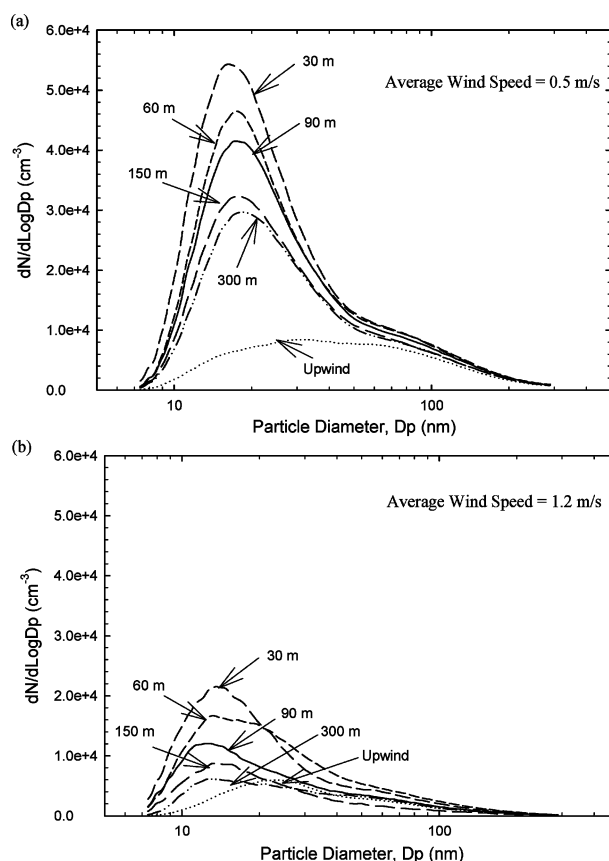 (a)
6.0e+4
5.0e+4
4.0e+4
3.0e+4
2.0e+4
1.0e+4
0.0
dN/dLogDp (cm-3)
30 m
Average Wind Speed = 0.5 m/s
60 m
90 m
150 m
300 m
Upwind
10
100
Particle Diameter, Dp (nm)
(b)
6.0e+4
5.0e+4
4.0e+4
3.0e+4
2.0e+4
1.0e+4
0.0
dN/dLogDp (cm-3)
Average Wind Speed = 1.2 m/s
30 m
60 m
90 m
150 m
300 m
Upwind
10
100
Particle Diameter, Dp (nm)